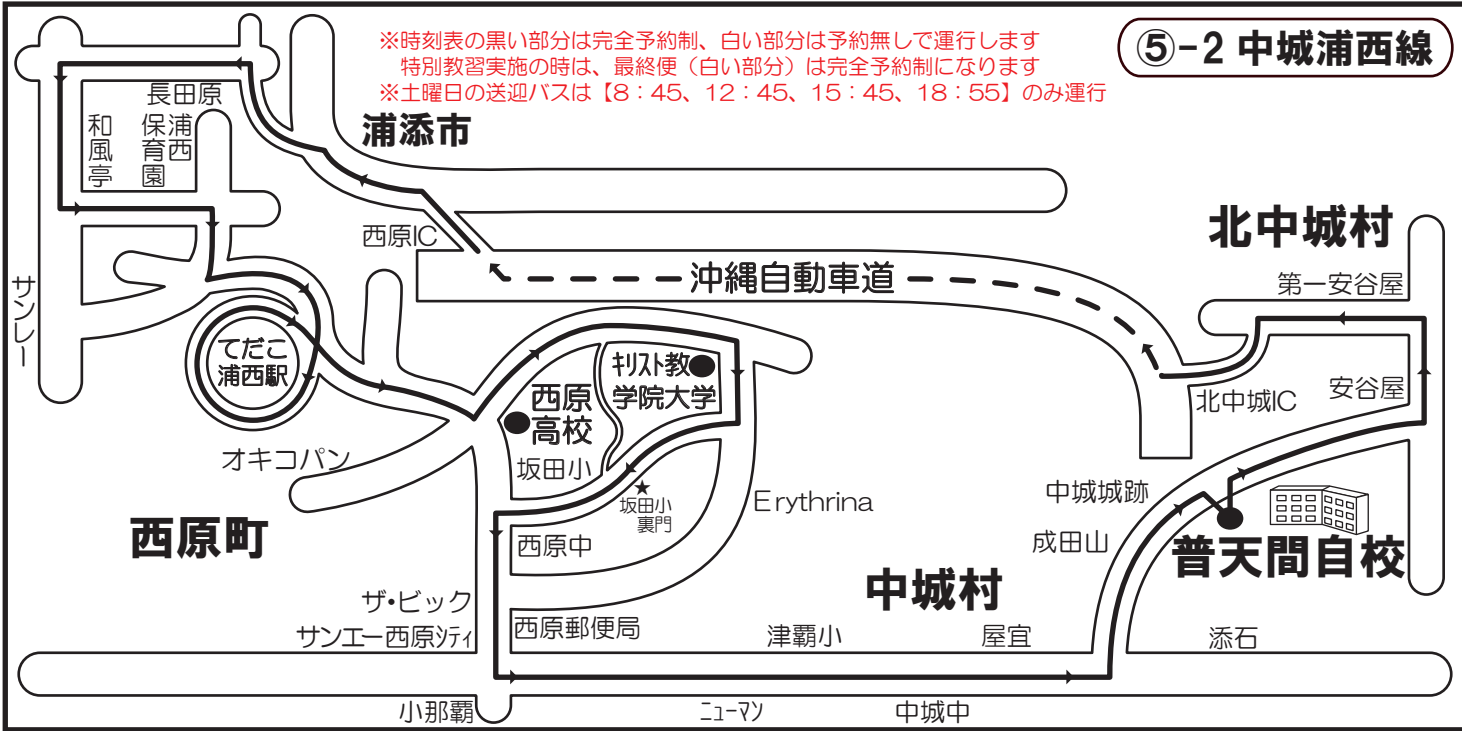 ※時刻表の黒い部分は完全予約制、白い部分は予約無しで運行します
特別教習実施の時は、最終便（白い部分）は完全予約制になります
※土曜日の送迎バスは【8：45、12：45、15：45、18：55】のみ運行
⑤-2 中城浦西線
長田原
和風亭
浦西
保育園
浦添市
西原IC
沖縄自動車道
北中城村
第一安谷屋
サンレー
てだこ
浦西駅
キリスト教
学院大学
西原
高校
坂田小
北中城IC
安谷屋
オキコパン
★
坂田小
裏門
Erythrina
中城城跡
成田山
普天間自校
西原町
西原中
中城村
ザ・ビック
サンエー西原シティ
西原郵便局
津覇小
屋宜
添石
小那覇
ニューマン
中城中